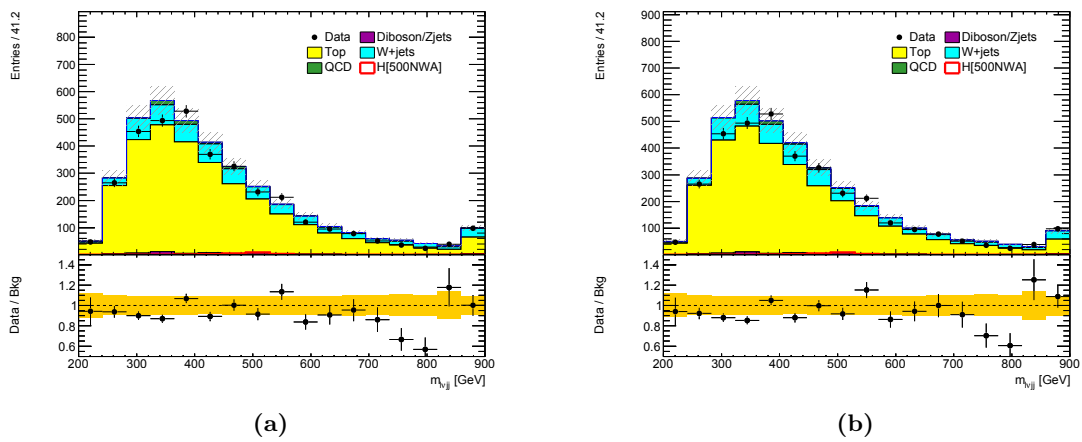 Entries / 41.2
800
700
600
500
400
300
200
100
Data
Diboson/Zjets
Top
W+jets
QCD
H[500NWA]
Data / Bkg
1.4
1.2
1
0.8
0.6
200 300 400 500 600 700 800 900
m_lνjj [GeV]
(a)
Entries / 41.2
900
800
700
600
500
400
300
200
100
Data
Diboson/Zjets
Top
W+jets
QCD
H[500NWA]
Data / Bkg
1.4
1.2
1
0.8
0.6
200 300 400 500 600 700 800 900
m_lνjj [GeV]
(b)